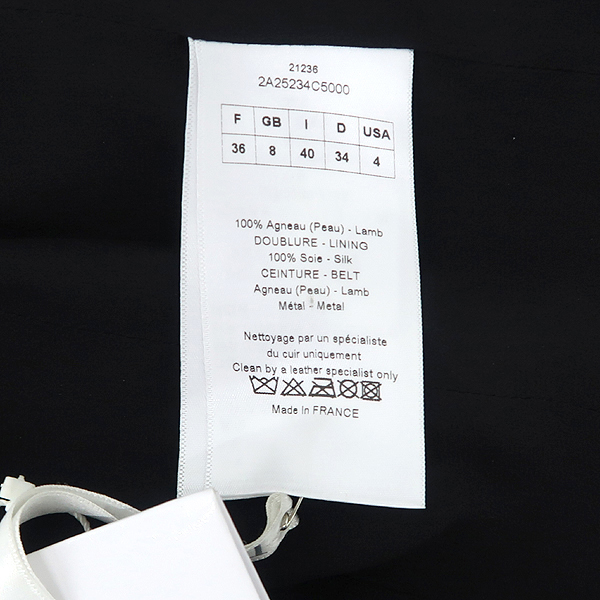 21236
2A25234C5000
F GB I D USA
36 8 40 34 4
100% Agneau (Peau) - Lamb
DOUBLURE - LINING
100% Soie - Silk
CEINTURE - BELT
Agneau (Peau) - Lamb
Métal - Metal
Nettoyage par un spécialiste
du cuir uniquement
Clean by a leather specialist only
Made in FRANCE